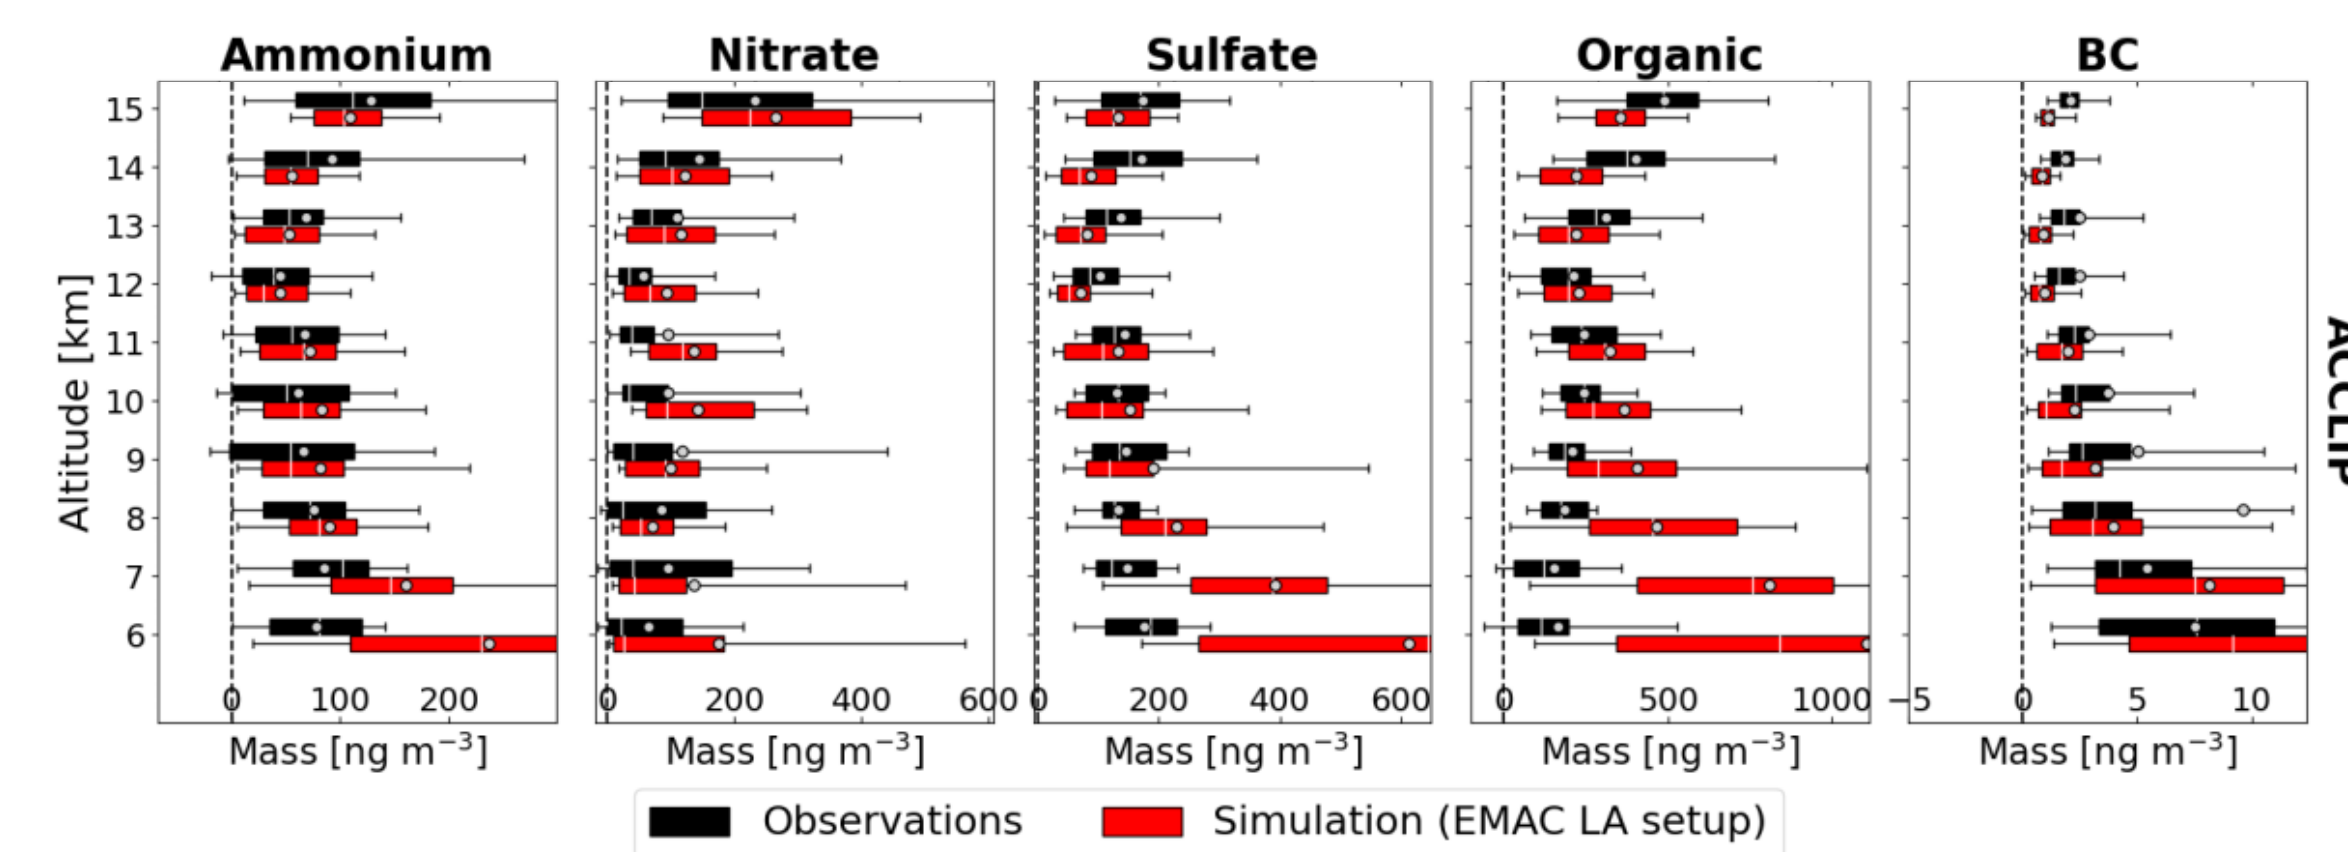 Ammonium Nitrate Sulfate Organic BC
Altitude [km]
15
14
13
12
11
10
9
8
7
6
0 100 200 0 200 400 600 0 200 400 600 0 500 1000 −5 0 5 10
Mass [ng m⁻³] Mass [ng m⁻³] Mass [ng m⁻³] Mass [ng m⁻³] Mass [ng m⁻³]
ACCLIP
Observations Simulation (EMAC LA setup)